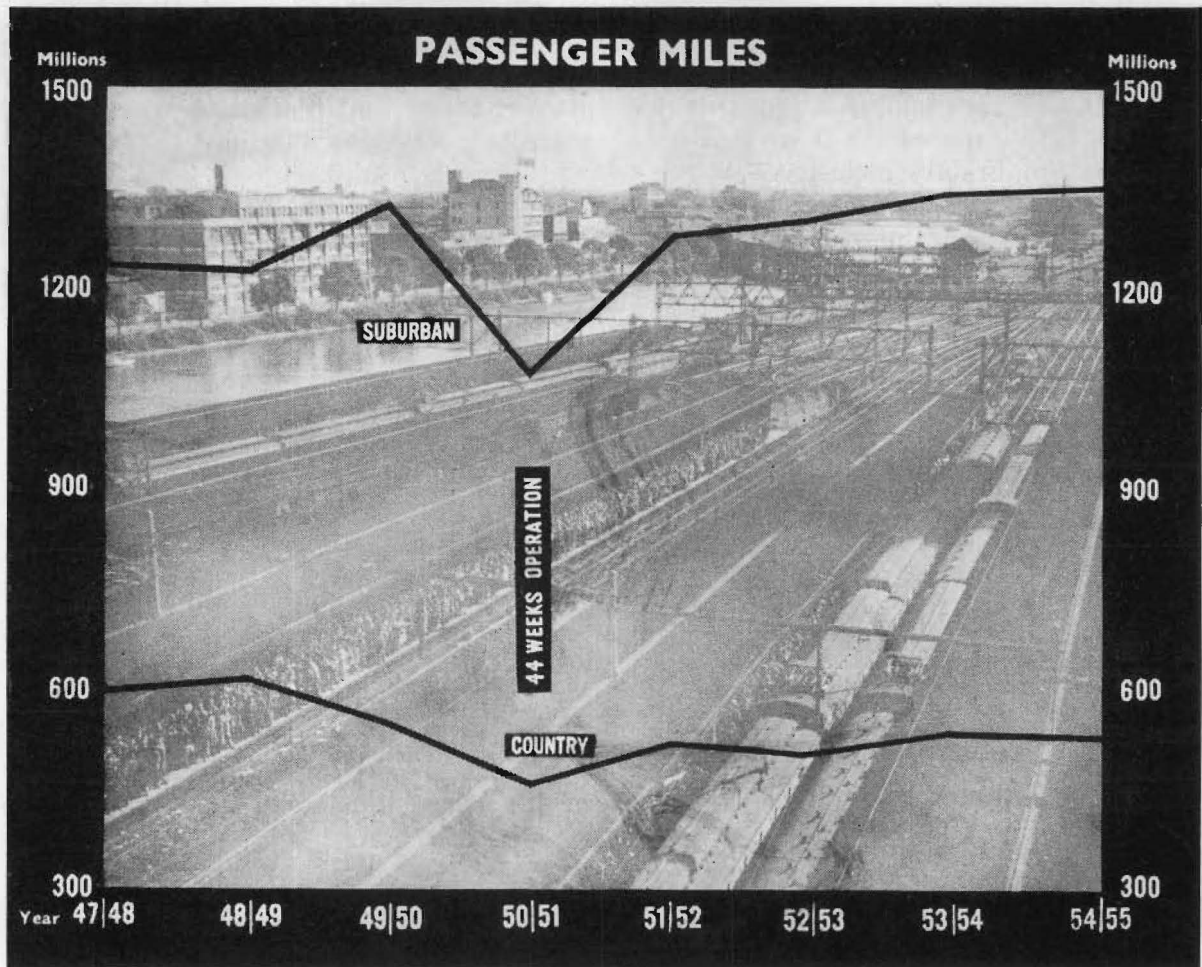 PASSENGER MILES
Millions Millions
1500 1500
1200 1200
SUBURBAN
900 900
44 WEEKS OPERATION
600 600
COUNTRY
300 300
Year 47|48 48|49 49|50 50|51 51|52 52|53 53|54 54|55